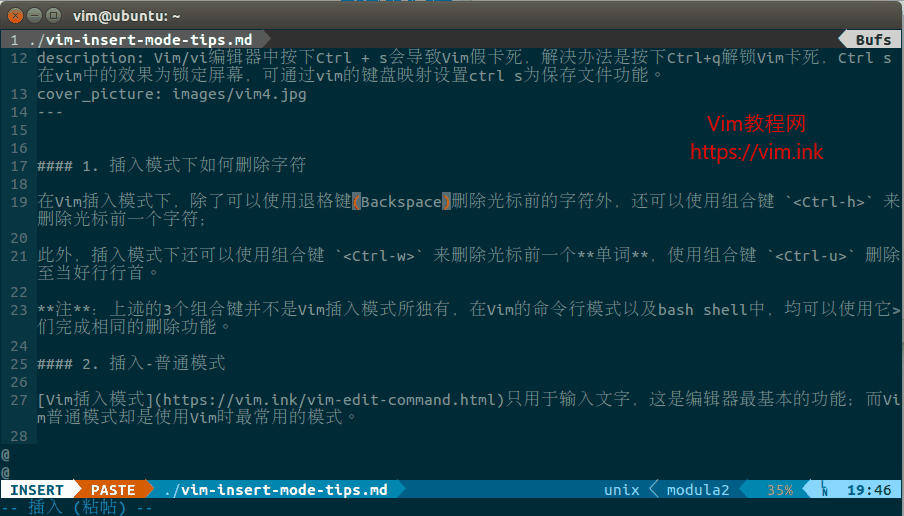 vim@ubuntu: ~
1 ./vim-insert-mode-tips.md Bufs
12 description: Vim/vi编辑器中按下Ctrl + s会导致Vim假卡死，解决办法是按下Ctrl+q解锁Vim卡死，Ctrl s
在vim中的效果为锁定屏幕，可通过vim的键盘映射设置ctrl s为保存文件功能。
13 cover_picture: images/vim4.jpg
14 ---
15
Vim教程网
16
https://vim.ink
17 #### 1. 插入模式下如何删除字符
18
19 在Vim插入模式下，除了可以使用退格键(Backspace)删除光标前的字符外，还可以使用组合键 `<Ctrl-h>` 来
删除光标前一个字符；
20
21 此外，插入模式下还可以使用组合键 `<Ctrl-w>` 来删除光标前一个**单词**，使用组合键 `<Ctrl-u>` 删除
至当好行行首。
22
23 **注**：上述的3个组合键并不是Vim插入模式所独有，在Vim的命令行模式以及bash shell中，均可以使用它>
们完成相同的删除功能。
24
25 #### 2. 插入-普通模式
26
27 [Vim插入模式](https://vim.ink/vim-edit-command.html)只用于输入文字，这是编辑器最基本的功能；而Vi
m普通模式却是使用Vim时最常用的模式。
28
@
@
INSERT PASTE ./vim-insert-mode-tips.md unix modula2 35% LN 19:46
-- 插入 (粘帖) --